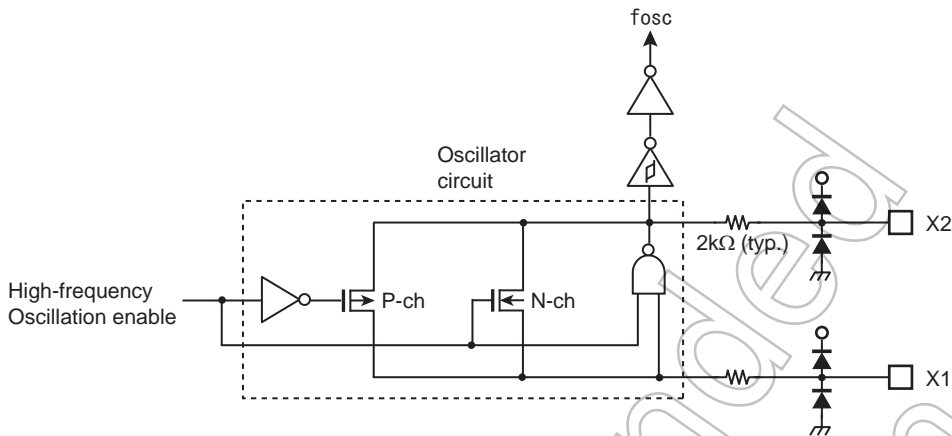 fosc
Oscillator
circuit
2kΩ (typ.)
X2
High-frequency
Oscillation enable
P-ch
N-ch
X1